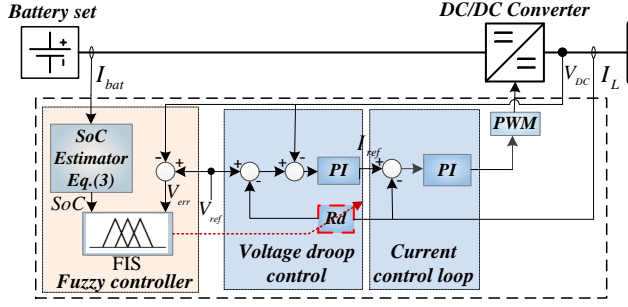 Battery set
DC/DC Converter
I_bat
V_DC
I_L
SoC
Estimator
Eq.(3)
PWM
- + + - - + PI I_ref + - PI
SoC
V_err
V_ref
Rd
FIS
Fuzzy controller
Voltage droop
control
Current
control loop